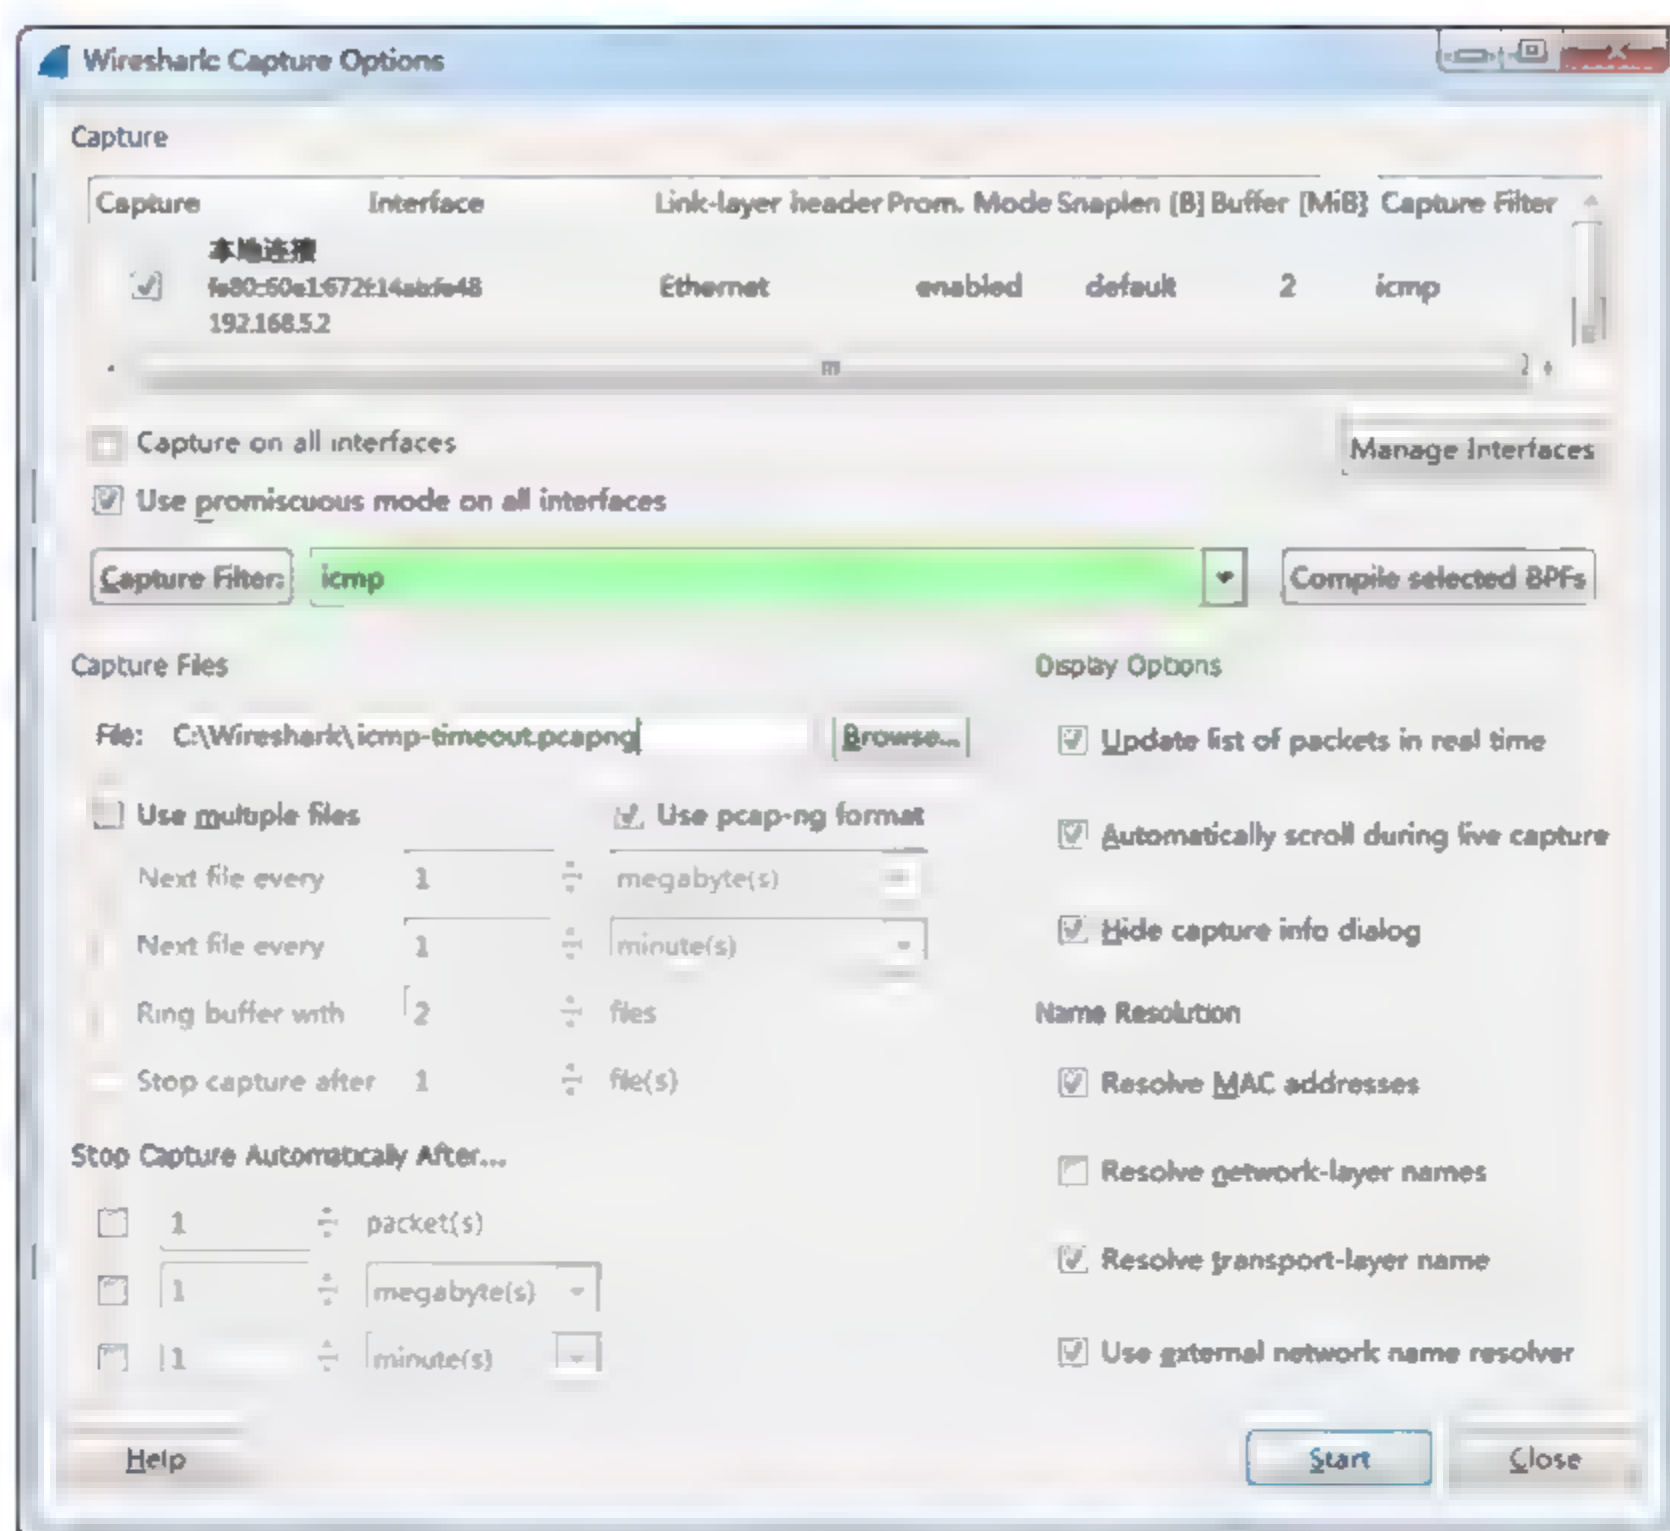 Wireshark Capture Options
Capture
Capture Interface Link-layer header Prom. Mode Snaplen [B] Buffer [MiB] Capture Filter
本地连接
Ethernet enabled default 2 icmp
192.168.5.2
Capture on all interfaces
Manage Interfaces
Use promiscuous mode on all interfaces
Capture Filter: icmp Compile selected BPFs
Capture Files
File: C:\Wireshark\icmp-timeout.pcapng Browse...
Use multiple files Use pcap-ng format
Next file every 1 megabyte(s)
Next file every 1 minute(s)
Ring buffer with 2 files
Stop capture after 1 file(s)
Stop Capture Automatically After...
1 packet(s)
1 megabyte(s)
1 minute(s)
Display Options
Update list of packets in real time
Automatically scroll during live capture
Hide capture info dialog
Name Resolution
Resolve MAC addresses
Resolve network-layer names
Resolve transport-layer name
Use external network name resolver
Help Start Close